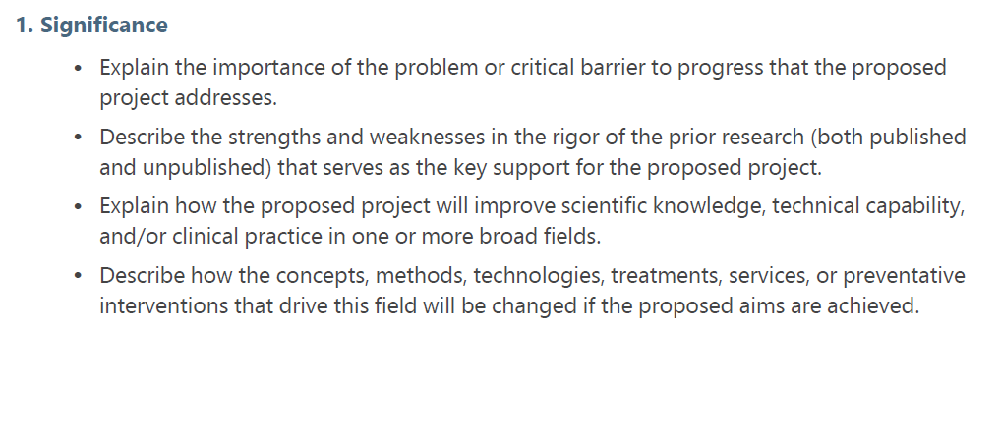 1. Significance
• Explain the importance of the problem or critical barrier to progress that the proposed
project addresses.
• Describe the strengths and weaknesses in the rigor of the prior research (both published
and unpublished) that serves as the key support for the proposed project.
• Explain how the proposed project will improve scientific knowledge, technical capability,
and/or clinical practice in one or more broad fields.
• Describe how the concepts, methods, technologies, treatments, services, or preventative
interventions that drive this field will be changed if the proposed aims are achieved.